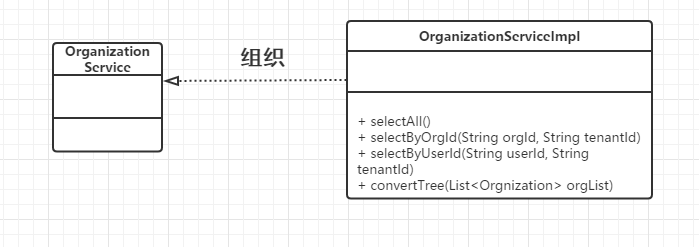 Organization
Service
组织
OrganizationServiceImpl
+ selectAll()
+ selectByOrgId(String orgId, String tenantId)
+ selectByUserId(String userId, String
tenantId)
+ convertTree(List<Orgnization> orgList)